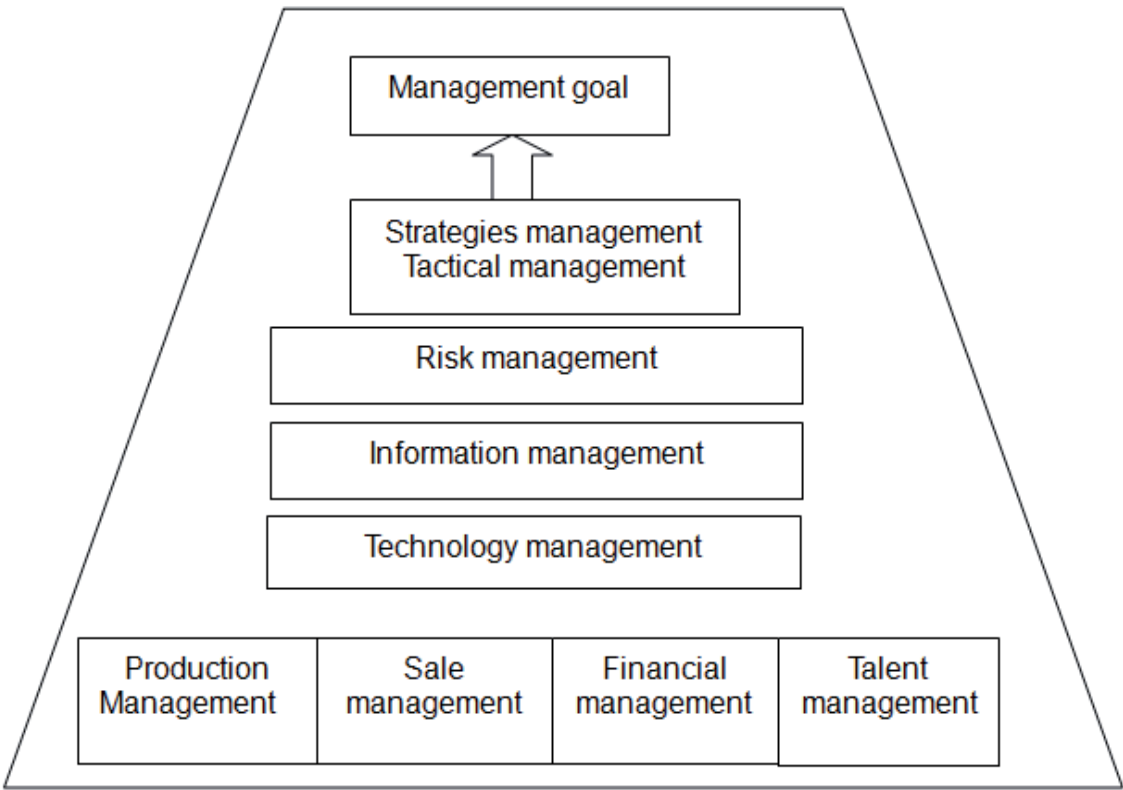 Management goal
Strategies management
Tactical management
Risk management
Information management
Technology management
Production
Management
Sale
management
Financial
management
Talent
management